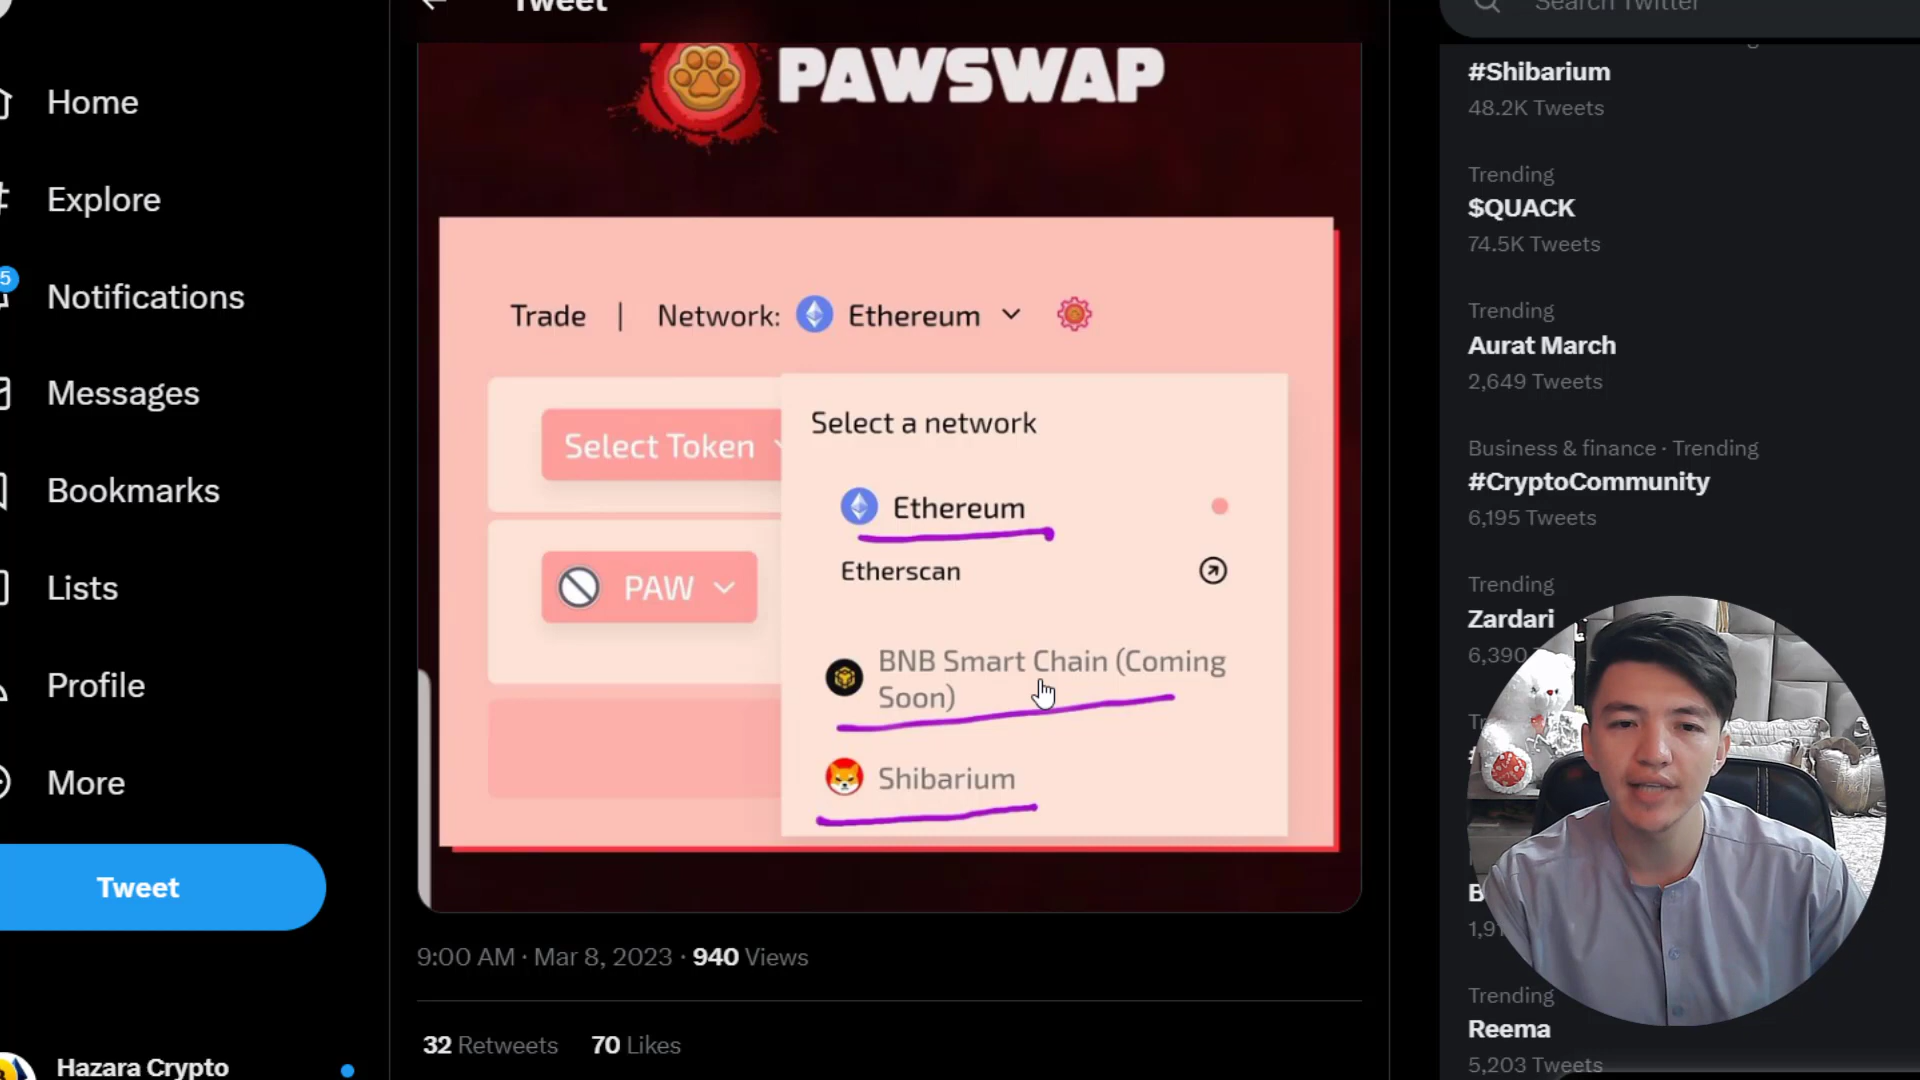 Tweet
Search Twitter
Home
Explore
5
Notifications
Messages
Bookmarks
Lists
Profile
More
Tweet
Hazara Crypto
PAWSWAP
Trade | Network: Ethereum
Select Token
PAW
Select a network
Ethereum
Etherscan
BNB Smart Chain (Coming
Soon)
Shibarium
9:00 AM · Mar 8, 2023 · 940 Views
32 Retweets 70 Likes
#Shibarium
48.2K Tweets
Trending
$QUACK
74.5K Tweets
Trending
Aurat March
2,649 Tweets
Business & finance · Trending
#CryptoCommunity
6,195 Tweets
Trending
Zardari
6,390
Trending
Reema
5,203 Tweets